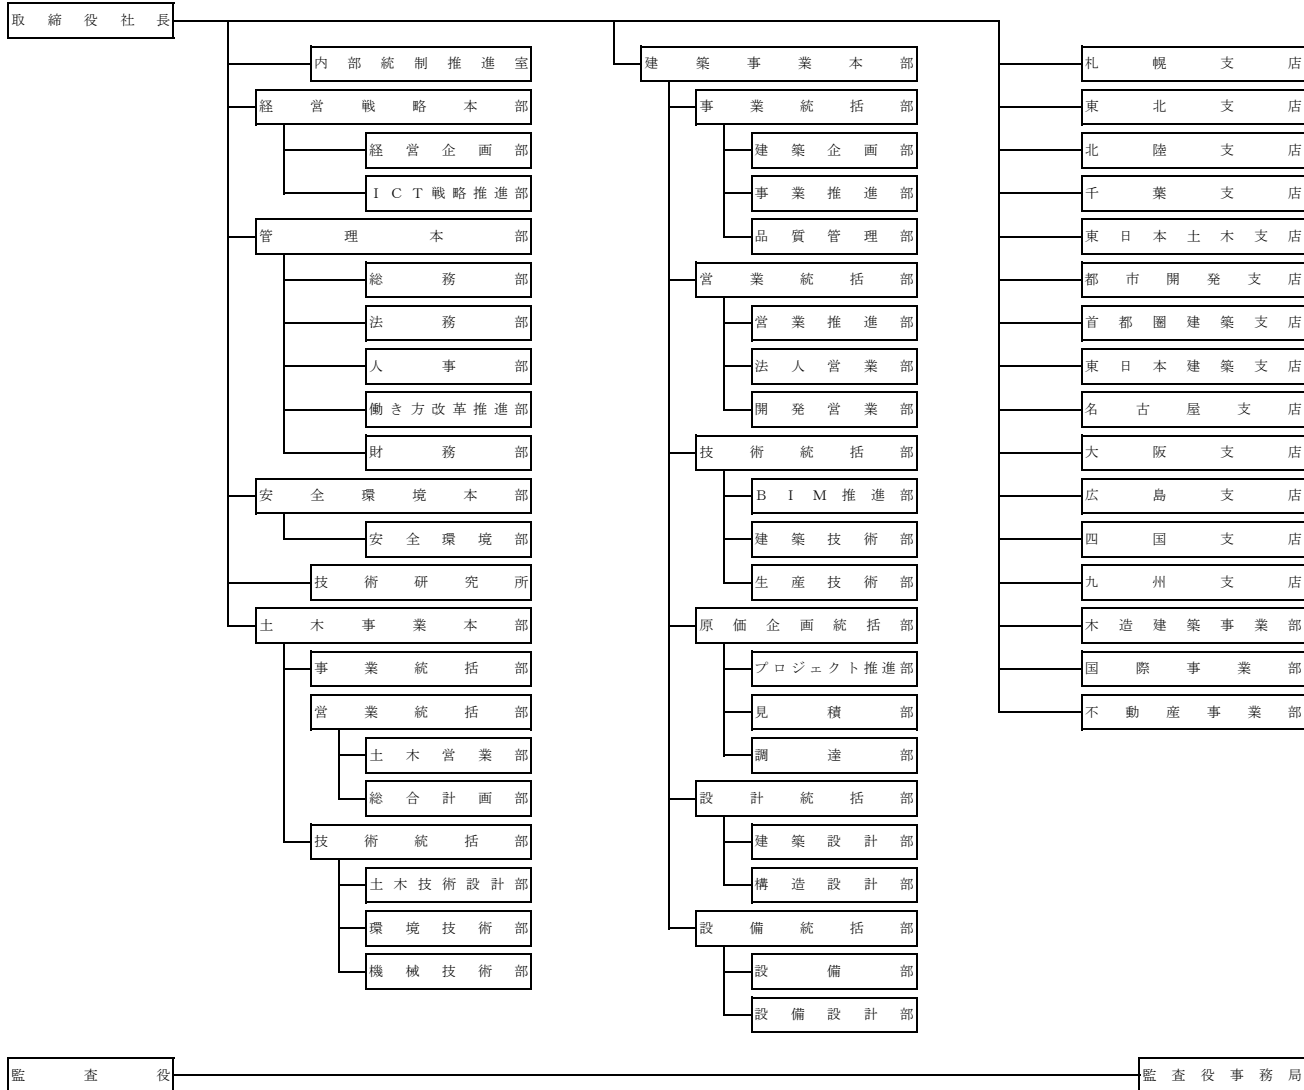 取締役社長
内部統制推進室
経営戦略本部
経営企画部
ＩＣＴ戦略推進部
管理本部
総務部
法務部
人事部
働き方改革推進部
財務部
安全環境本部
安全環境部
技術研究所
土木事業本部
事業統括部
営業統括部
土木営業部
総合計画部
技術統括部
土木技術設計部
環境技術部
機械技術部
建築事業本部
事業統括部
建築企画部
事業推進部
品質管理部
営業統括部
営業推進部
法人営業部
開発営業部
技術統括部
ＢＩＭ推進部
建築技術部
生産技術部
原価企画統括部
プロジェクト推進部
見積部
調達部
設計統括部
建築設計部
構造設計部
設備統括部
設備部
設備設計部
札幌支店
東北支店
北陸支店
千葉支店
東日本土木支店
都市開発支店
首都圏建築支店
東日本建築支店
名古屋支店
大阪支店
広島支店
四国支店
九州支店
木造建築事業部
国際事業部
不動産事業部
監査役
監査役事務局